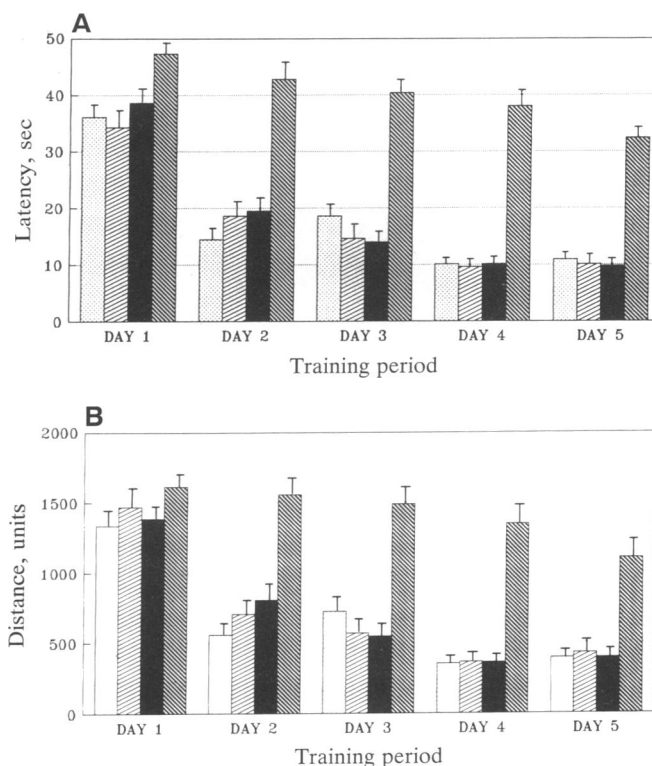 A
50
40
30
20
10
0
Latency, sec
DAY 1 DAY 2 DAY 3 DAY 4 DAY 5
Training period
B
2000
1500
1000
500
0
Distance, units
DAY 1 DAY 2 DAY 3 DAY 4 DAY 5
Training period